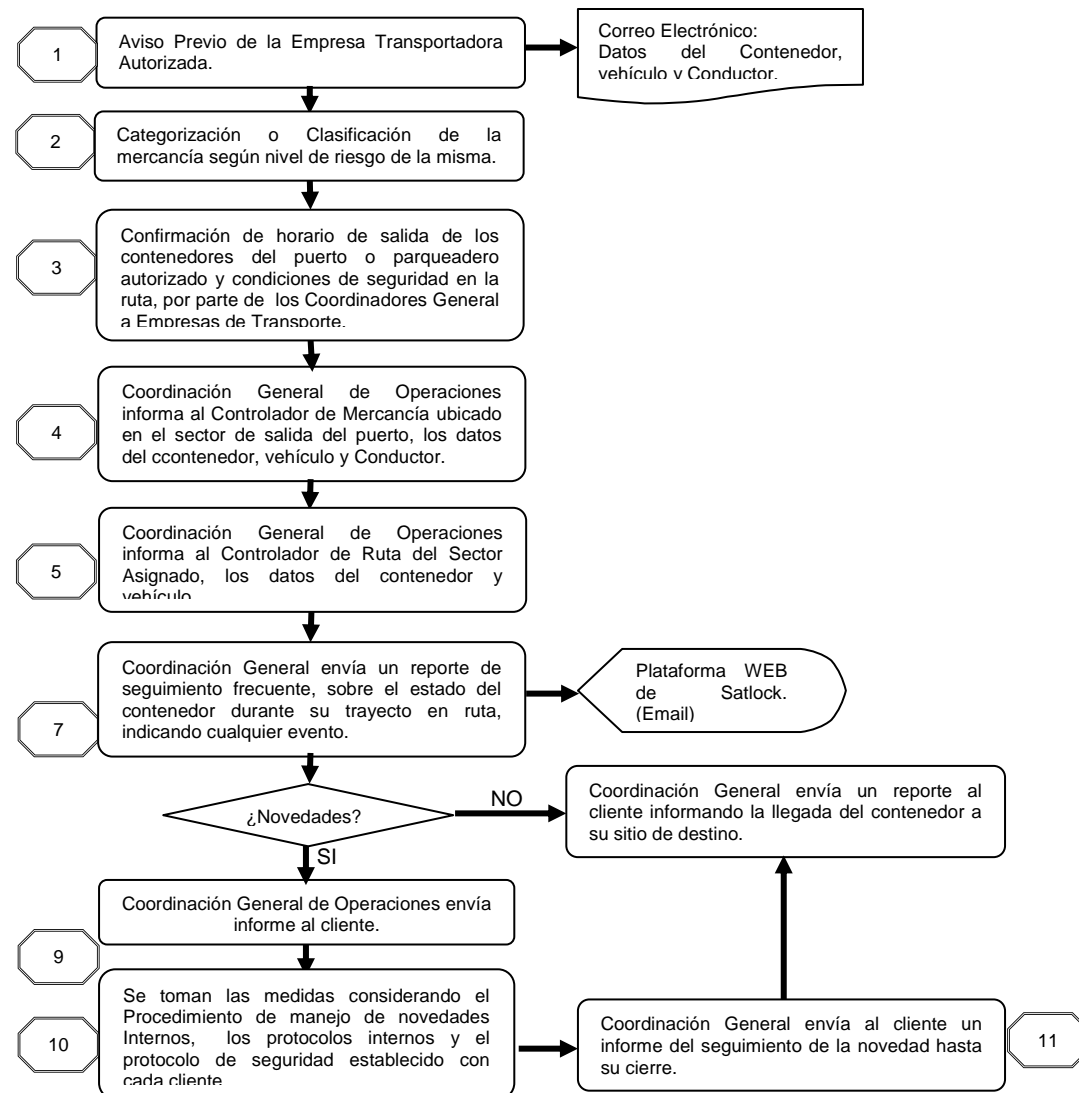 1
Aviso Previo de la Empresa Transportadora
Autorizada.
Correo Electrónico:
Datos del Contenedor,
vehículo y Conductor.
2
Categorización o Clasificación de la
mercancía según nivel de riesgo de la misma.
3
Confirmación de horario de salida de los
contenedores del puerto o parqueadero
autorizado y condiciones de seguridad en la
ruta, por parte de los Coordinadores General
a Empresas de Transporte.
4
Coordinación General de Operaciones
informa al Controlador de Mercancía ubicado
en el sector de salida del puerto, los datos
del ccontenedor, vehículo y Conductor.
5
Coordinación General de Operaciones
informa al Controlador de Ruta del Sector
Asignado, los datos del contenedor y
vehículo
7
Coordinación General envía un reporte de
seguimiento frecuente, sobre el estado del
contenedor durante su trayecto en ruta,
indicando cualquier evento.
Plataforma WEB
de Satlock.
(Email)
¿Novedades?
NO
Coordinación General envía un reporte al
cliente informando la llegada del contenedor a
su sitio de destino.
SI
Coordinación General de Operaciones envía
informe al cliente.
9
10
Se toman las medidas considerando el
Procedimiento de manejo de novedades
Internos, los protocolos internos y el
protocolo de seguridad establecido con
cada cliente
Coordinación General envía al cliente un
informe del seguimiento de la novedad hasta
su cierre.
11